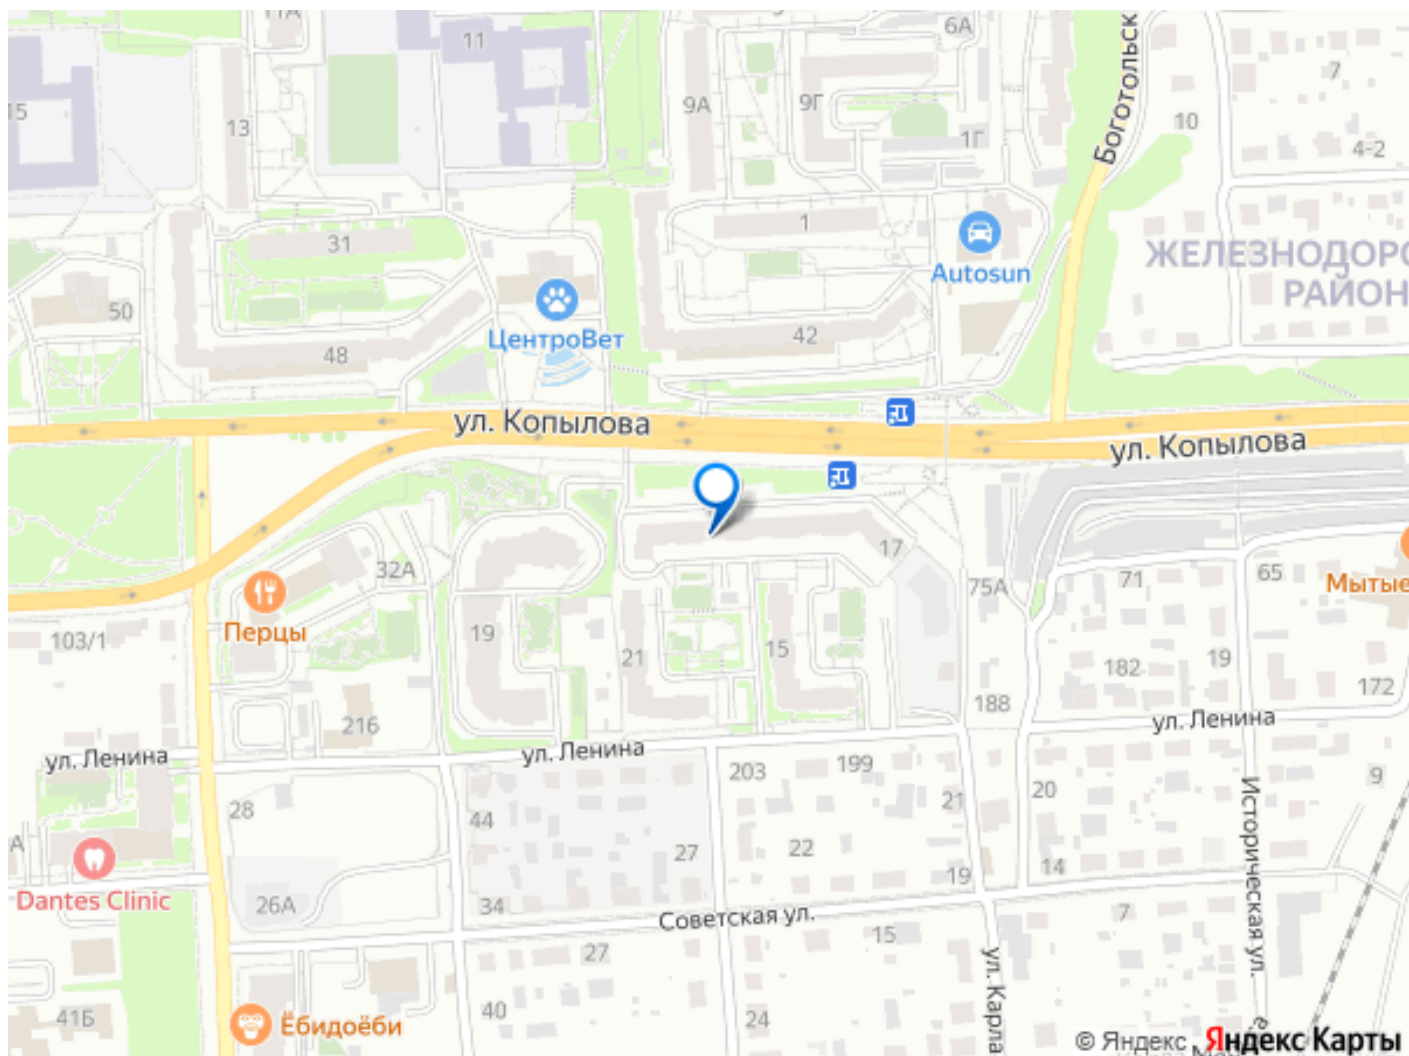 11А
11
6А
Боготольск
7
15
13
9А
9Г
1Г
10
4-2
31
1
ЖЕЛЕЗНОДОРО
РАЙОН
Autosun
50
ЦентроВет
48
42
ул. Копылова
ул. Копылова
17
32А
75А
71
65
Мытые
Перцы
103/1
19
21
15
182
19
172
188
216
ул. Ленина
ул. Ленина
ул. Ленина
203
199
9
28
44
21
20
Историческая ул.
27
22
14
19
Dantes Clinic
26А
34
Советская ул.
7
27
15
ул. Карла
41Б
Ёбидоёби
40
24
© Яндекс Яндекс Карты